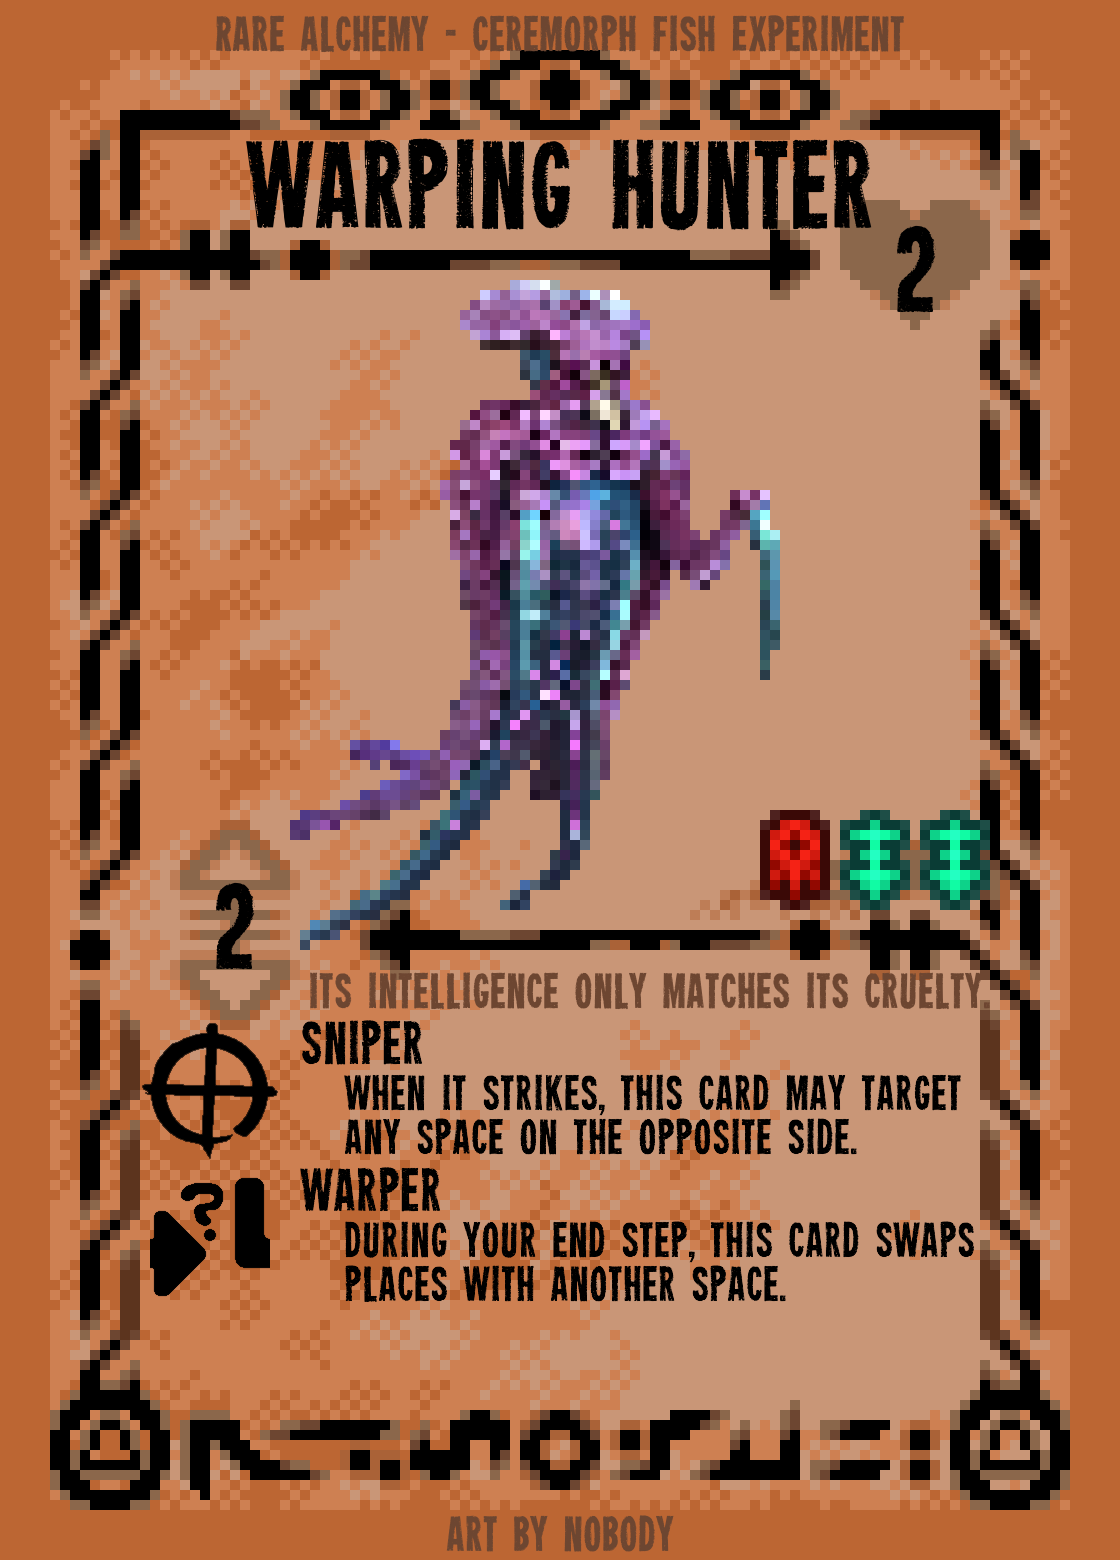 RARE ALCHEMY - CEREMORPH FISH EXPERIMENT
WARPING HUNTER
2
2
ITS INTELLIGENCE ONLY MATCHES ITS CRUELTY.
SNIPER
WHEN IT STRIKES, THIS CARD MAY TARGET
ANY SPACE ON THE OPPOSITE SIDE.
?
WARPER
DURING YOUR END STEP, THIS CARD SWAPS
PLACES WITH ANOTHER SPACE.
ART BY NOBODY